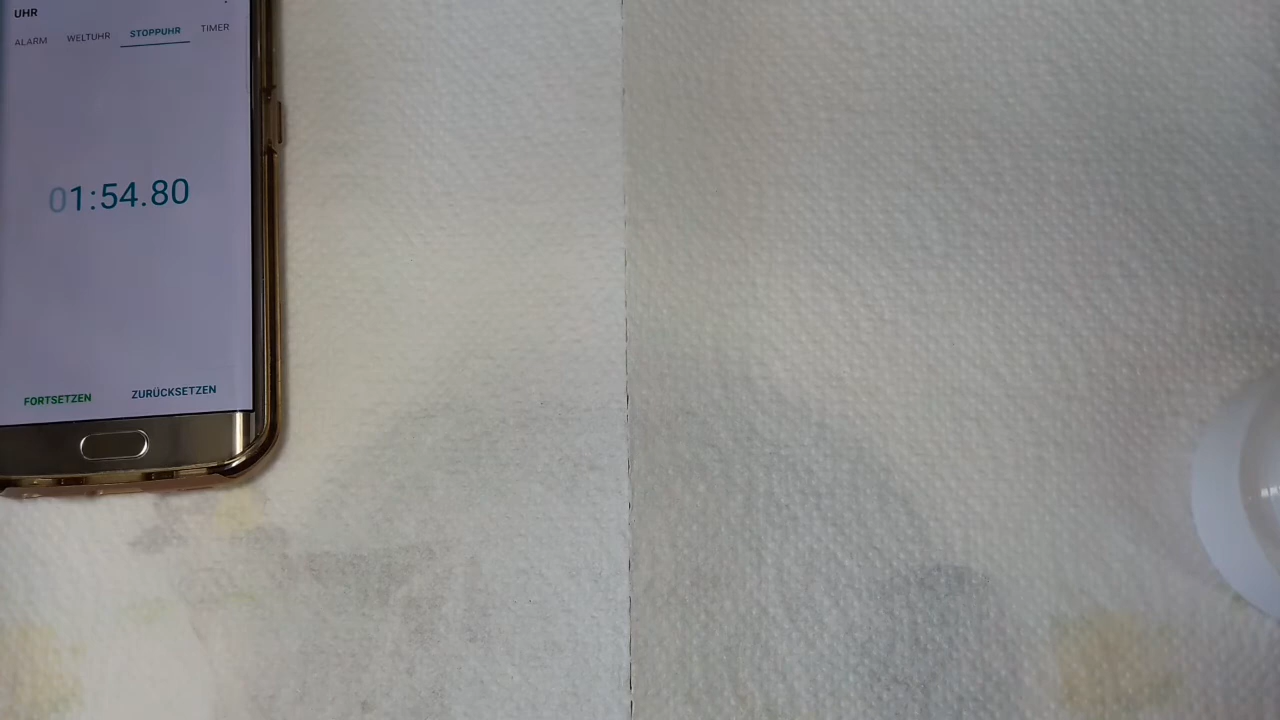 UHR
ALARM WELTUHR STOPPUHR TIMER
01:54.80
FORTSETZEN ZURÜCKSETZEN